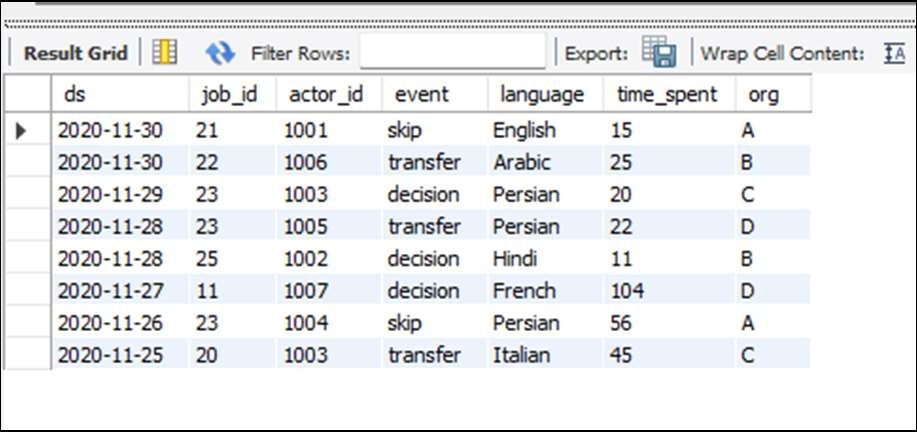 Result Grid Filter Rows: Export: Wrap Cell Content: IA
ds job_id actor_id event language time_spent org
2020-11-30 21 1001 skip English 15 A
2020-11-30 22 1006 transfer Arabic 25 B
2020-11-29 23 1003 decision Persian 20 C
2020-11-28 23 1005 transfer Persian 22 D
2020-11-28 25 1002 decision Hindi 11 B
2020-11-27 11 1007 decision French 104 D
2020-11-26 23 1004 skip Persian 56 A
2020-11-25 20 1003 transfer Italian 45 C